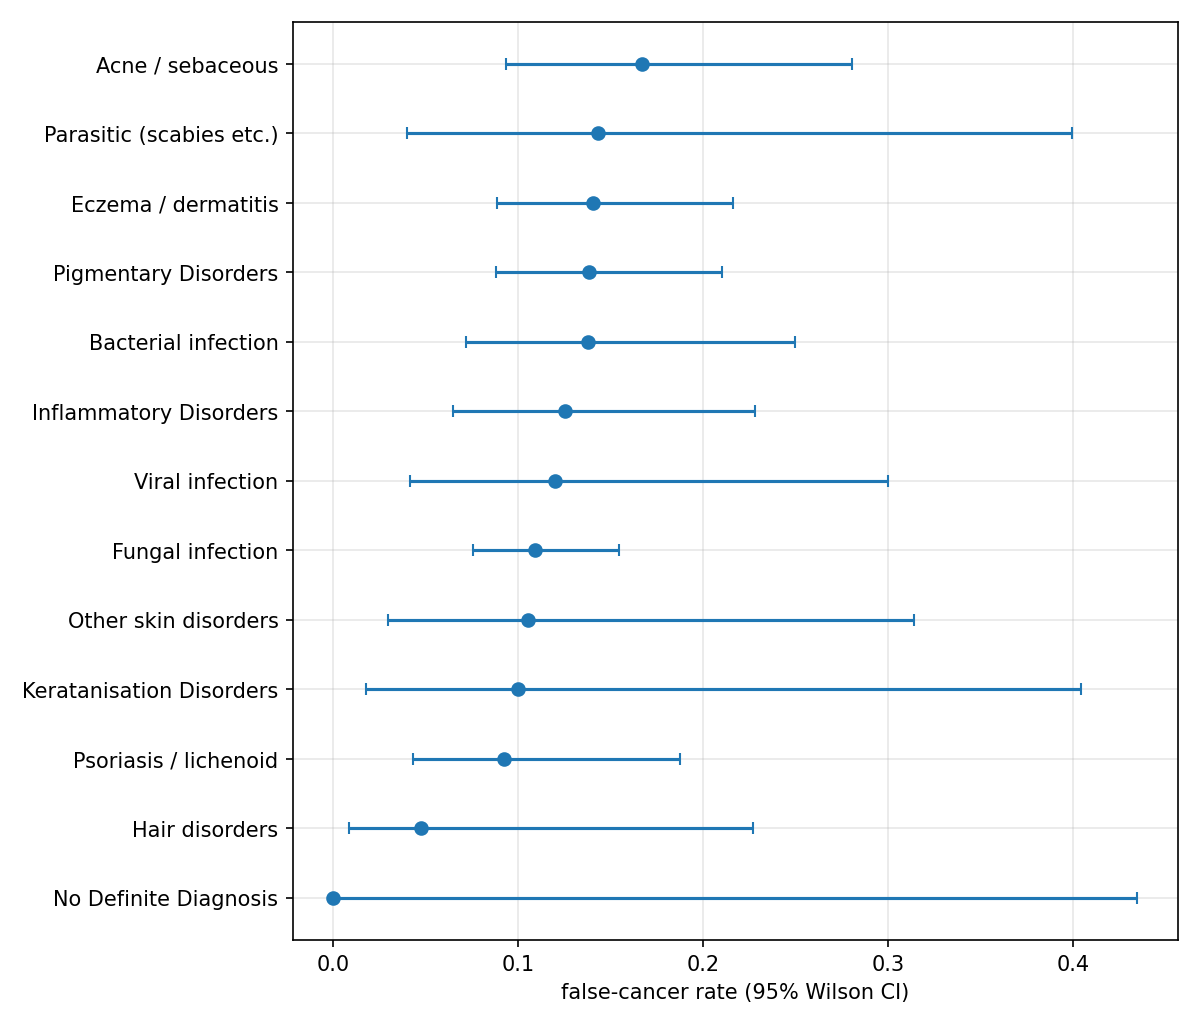 Acne / sebaceous
Parasitic (scabies etc.)
Eczema / dermatitis
Pigmentary Disorders
Bacterial infection
Inflammatory Disorders
Viral infection
Fungal infection
Other skin disorders
Keratanisation Disorders
Psoriasis / lichenoid
Hair disorders
No Definite Diagnosis
0.0 0.1 0.2 0.3 0.4
false-cancer rate (95% Wilson CI)